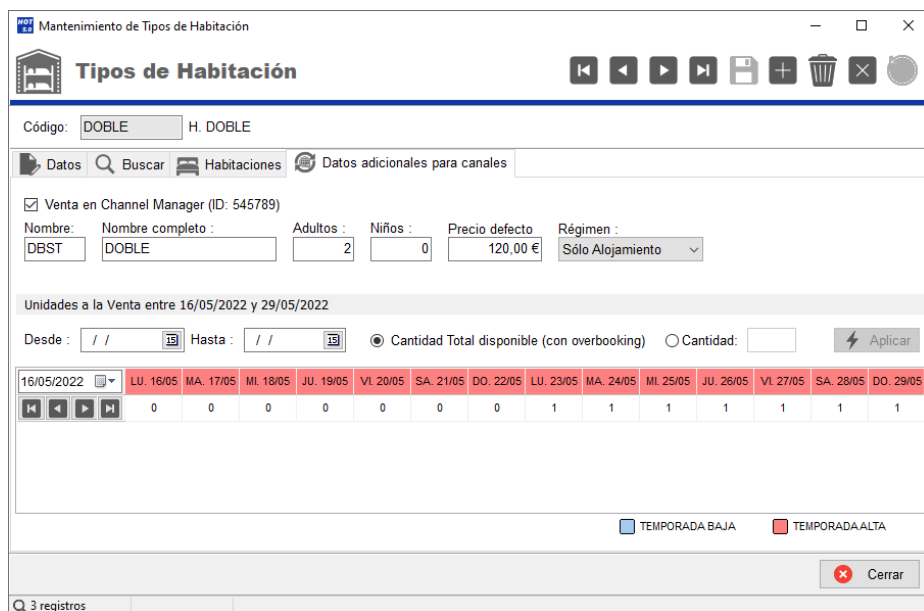 HOT 5.0 Mantenimiento de Tipos de Habitación
Tipos de Habitación
Código: DOBLE H. DOBLE
Datos Buscar Habitaciones Datos adicionales para canales
Venta en Channel Manager (ID: 545789)
Nombre: Nombre completo : Adultos : Niños : Precio defecto Régimen :
DBST DOBLE 2 0 120,00 € Sólo Alojamiento
Unidades a la Venta entre 16/05/2022 y 29/05/2022
Desde : / / 15 Hasta : / / 15 Cantidad Total disponible (con overbooking) Cantidad: Aplicar
16/05/2022 LU. 16/05 MA. 17/05 MI. 18/05 JU. 19/05 VI. 20/05 SA. 21/05 DO. 22/05 LU. 23/05 MA. 24/05 MI. 25/05 JU. 26/05 VI. 27/05 SA. 28/05 DO. 29/05
0 0 0 0 0 0 0 1 1 1 1 1 1 1
TEMPORADA BAJA TEMPORADA ALTA
Cerrar
3 registros